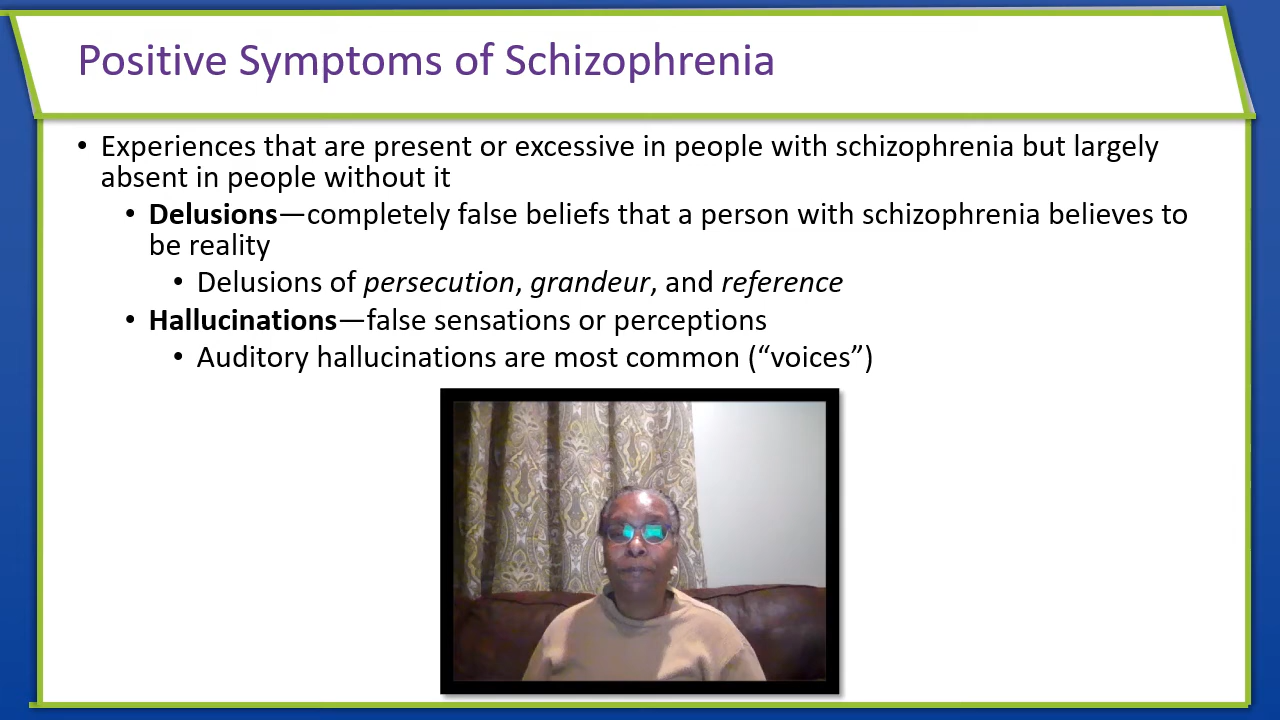 Positive Symptoms of Schizophrenia
• Experiences that are present or excessive in people with schizophrenia but largely
absent in people without it
• Delusions—completely false beliefs that a person with schizophrenia believes to
be reality
• Delusions of persecution, grandeur, and reference
• Hallucinations—false sensations or perceptions
• Auditory hallucinations are most common (“voices”)